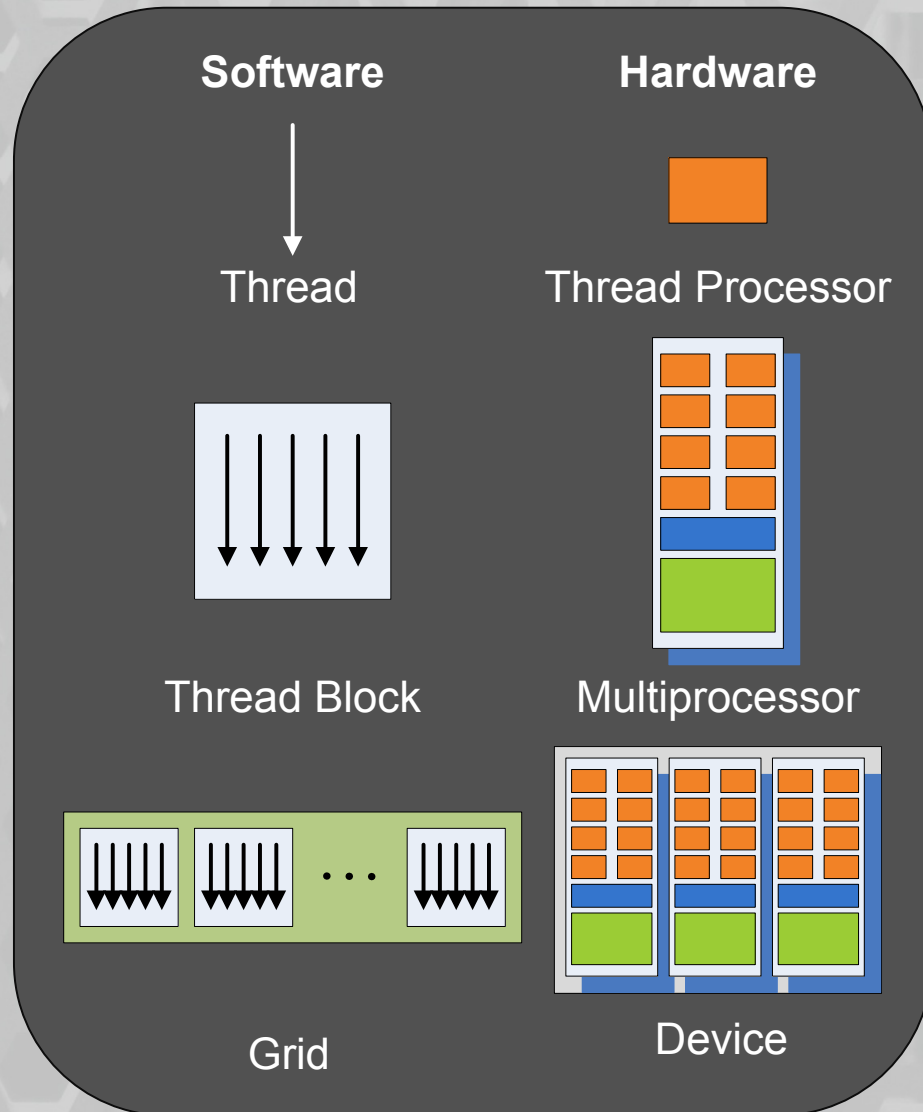 Software
Hardware
Thread
Thread Processor
Thread Block
Multiprocessor
...
Grid
Device